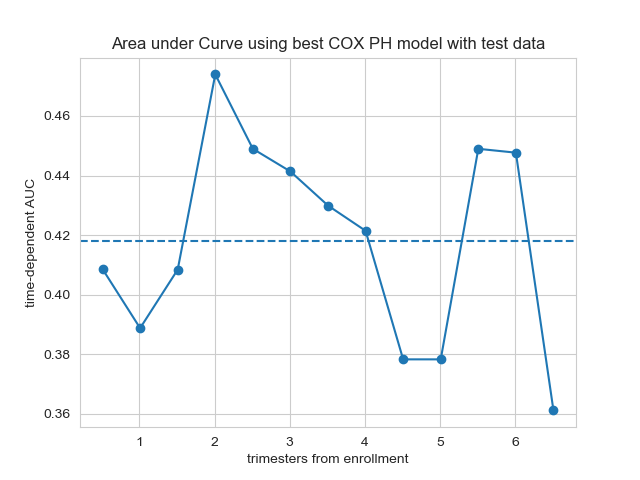 Area under Curve using best COX PH model with test data
time-dependent AUC
0.46
0.44
0.42
0.40
0.38
0.36
1 2 3 4 5 6
trimesters from enrollment